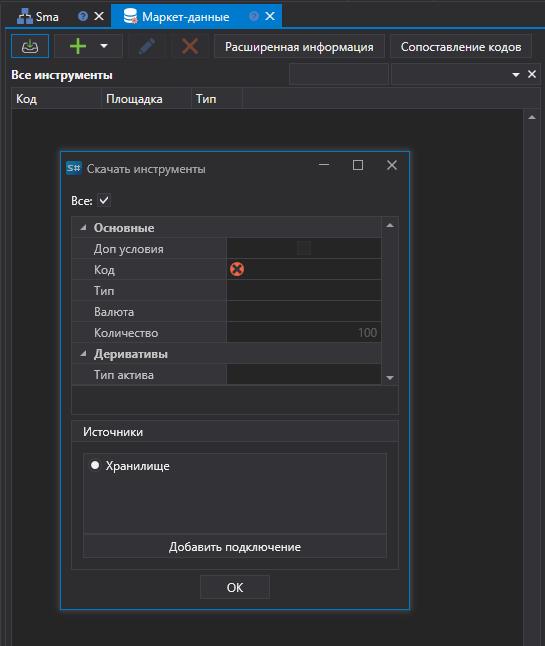 Sma ? Маркет-данные ?
Расширенная информация Сопоставление кодов
Все инструменты
Код Площадка Тип
S# Скачать инструменты
Все:
Основные
Доп условия
Код
Тип
Валюта
Количество 100
Деривативы
Тип актива
Источники
Хранилище
Добавить подключение
OK